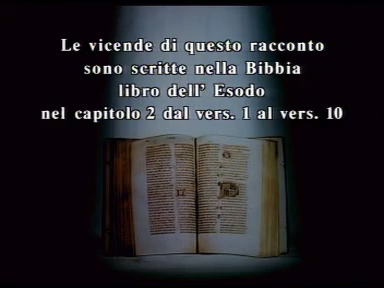 Le vicende di questo racconto
sono scritte nella Bibbia
libro dell' Esodo
nel capitolo 2 dal vers. 1 al vers. 10